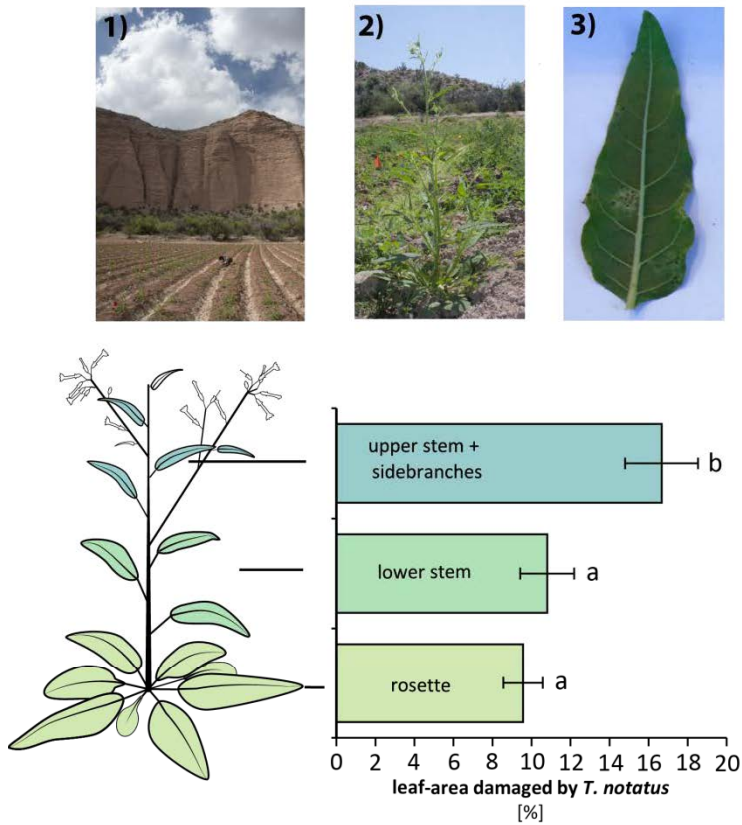 1)
2)
3)
upper stem +
sidebranches
b
lower stem
a
rosette
a
0 2 4 6 8 10 12 14 16 18 20
leaf-area damaged by T. notatus
[%]